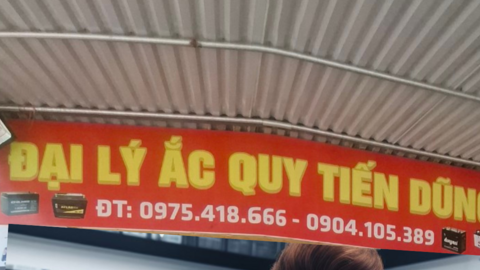 ĐẠI LÝ ẮC QUY TIẾN DŨNG
ĐT: 0975.418.666 - 0904.105.389